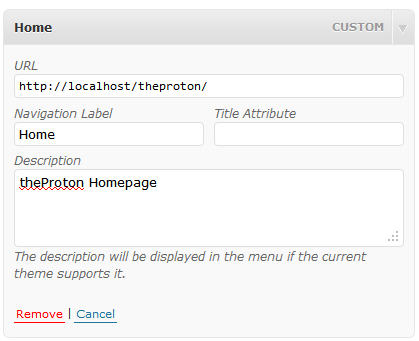 Home CUSTOM
URL
http://localhost/theproton/
Navigation Label Title Attribute
Home
Description
theProton Homepage
The description will be displayed in the menu if the current
theme supports it.
Remove | Cancel